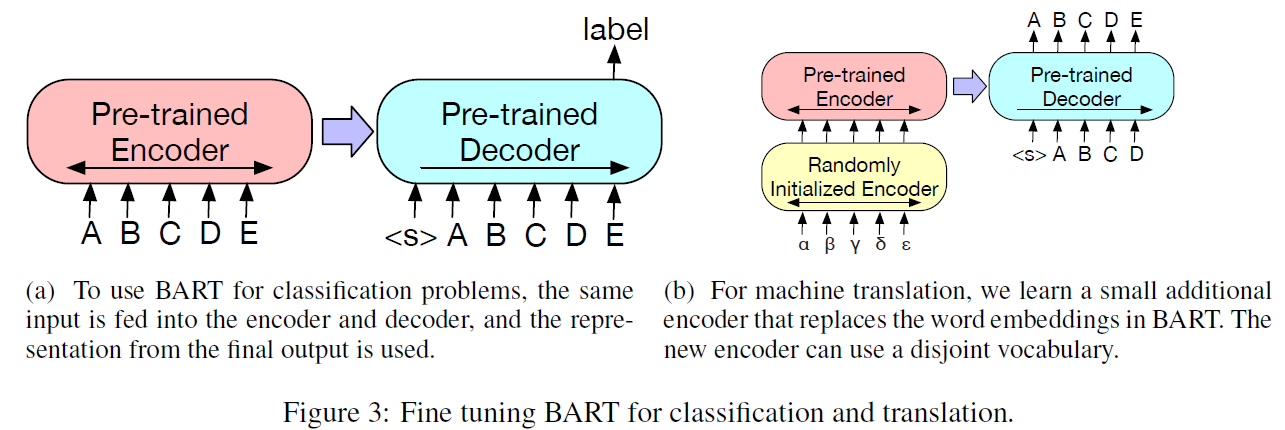 label
Pre-trained
Encoder
Pre-trained
Decoder
A B C D E
<s> A B C D E
(a) To use BART for classification problems, the same
input is fed into the encoder and decoder, and the repre-
sentation from the final output is used.
A B C D E
Pre-trained
Encoder
Pre-trained
Decoder
<s> A B C D
Randomly
Initialized Encoder
α β γ δ ε
(b) For machine translation, we learn a small additional
encoder that replaces the word embeddings in BART. The
new encoder can use a disjoint vocabulary.
Figure 3: Fine tuning BART for classification and translation.